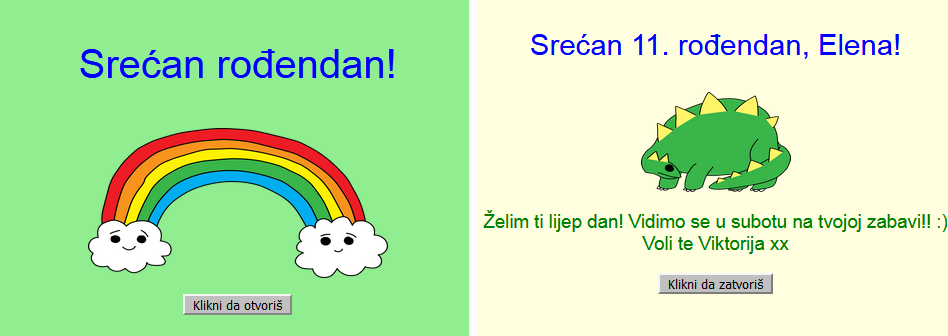 Srećan rođendan!
Klikni da otvoriš
Srećan 11. rođendan, Elena!
Želim ti lijep dan! Vidimo se u subotu na tvojoj zabavi!! :)
Voli te Viktorija xx
Klikni da zatvoriš